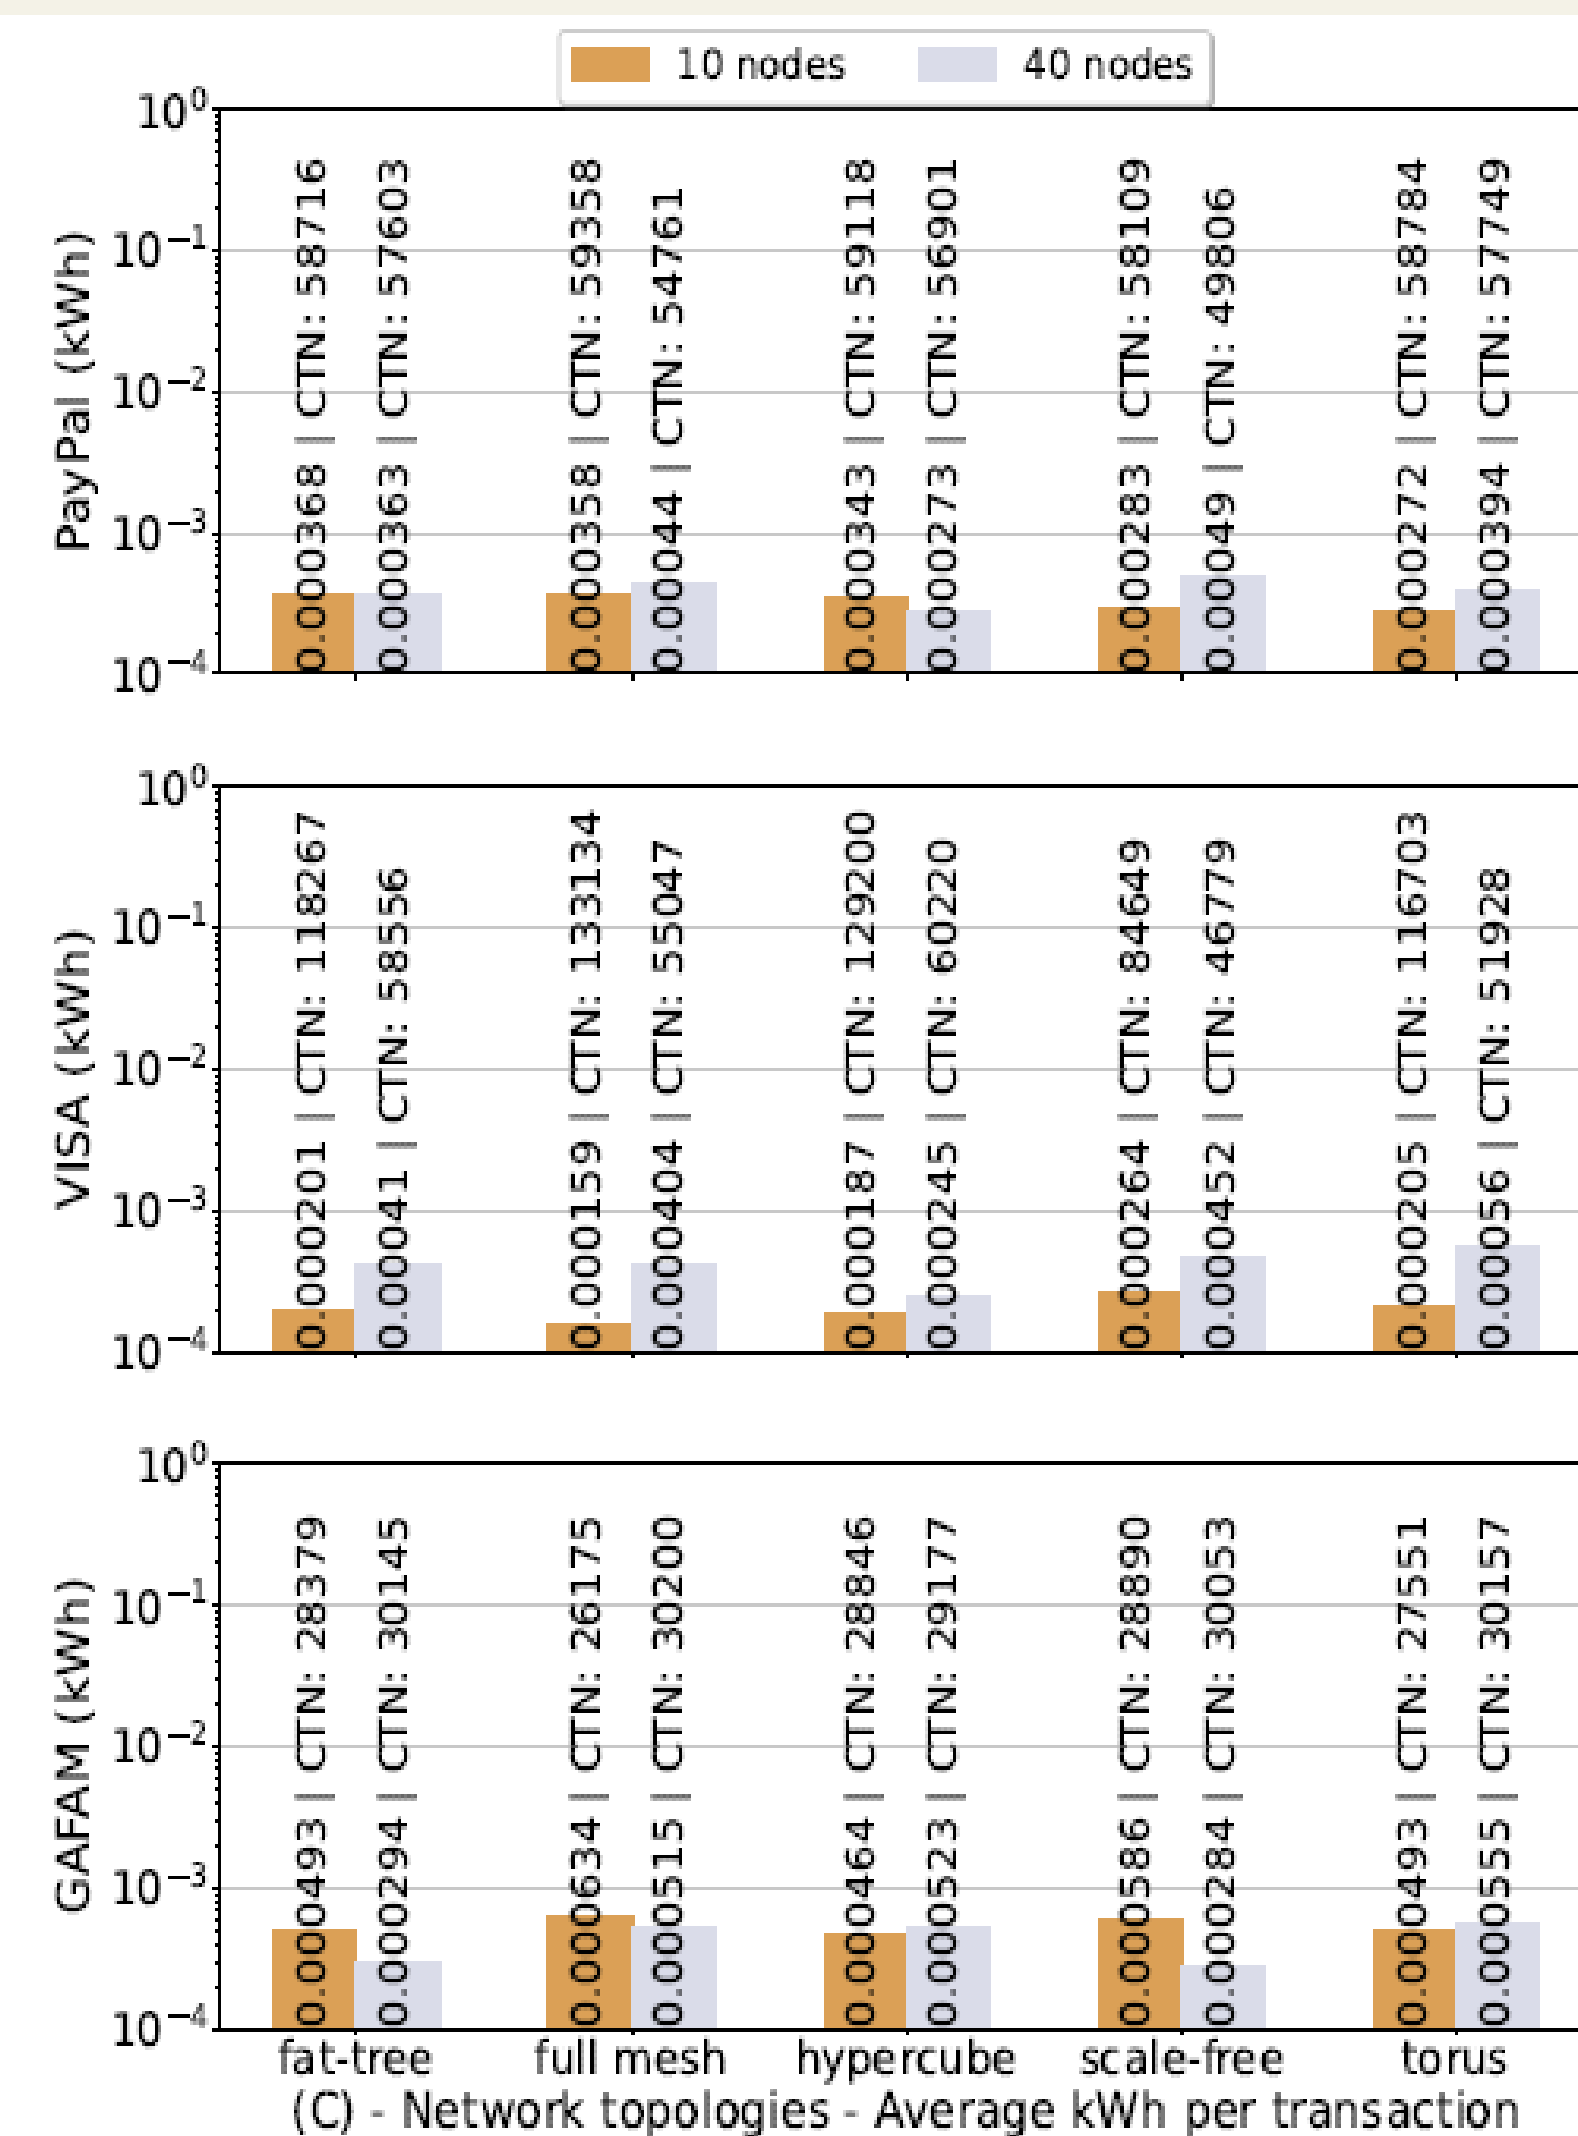 10 nodes 40 nodes
PayPal (kWh)
10⁰
10⁻¹
10⁻²
10⁻³
10⁻⁴
0.000368 | CTN: 58716
0.000363 | CTN: 57603
0.000358 | CTN: 59358
0.00044 | CTN: 54761
0.000343 | CTN: 59118
0.000273 | CTN: 56901
0.000283 | CTN: 58109
0.00049 | CTN: 49806
0.000272 | CTN: 58784
0.000394 | CTN: 57749
VISA (kWh)
10⁰
10⁻¹
10⁻²
10⁻³
10⁻⁴
0.000201 | CTN: 118267
0.00041 | CTN: 58556
0.000159 | CTN: 133134
0.000404 | CTN: 55047
0.000187 | CTN: 129200
0.000245 | CTN: 60220
0.000264 | CTN: 84649
0.000452 | CTN: 46779
0.000205 | CTN: 116703
0.00056 | CTN: 51928
GAFAM (kWh)
10⁰
10⁻¹
10⁻²
10⁻³
10⁻⁴
0.000493 | CTN: 28379
0.000294 | CTN: 30145
0.000634 | CTN: 26175
0.000515 | CTN: 30200
0.000464 | CTN: 28846
0.000523 | CTN: 29177
0.000586 | CTN: 28890
0.000284 | CTN: 30053
0.000493 | CTN: 27551
0.000555 | CTN: 30157
fat-tree full mesh hypercube scale-free torus
(C) - Network topologies - Average kWh per transaction